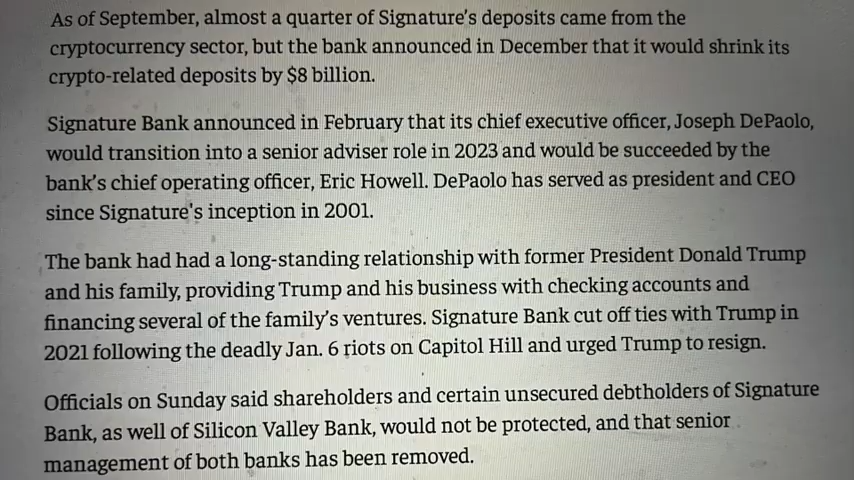 As of September, almost a quarter of Signature's deposits came from the
cryptocurrency sector, but the bank announced in December that it would shrink its
crypto-related deposits by $8 billion.
Signature Bank announced in February that its chief executive officer, Joseph DePaolo,
would transition into a senior adviser role in 2023 and would be succeeded by the
bank's chief operating officer, Eric Howell. DePaolo has served as president and CEO
since Signature's inception in 2001.
The bank had had a long-standing relationship with former President Donald Trump
and his family, providing Trump and his business with checking accounts and
financing several of the family's ventures. Signature Bank cut off ties with Trump in
2021 following the deadly Jan. 6 riots on Capitol Hill and urged Trump to resign.
Officials on Sunday said shareholders and certain unsecured debtholders of Signature
Bank, as well of Silicon Valley Bank, would not be protected, and that senior
management of both banks has been removed.